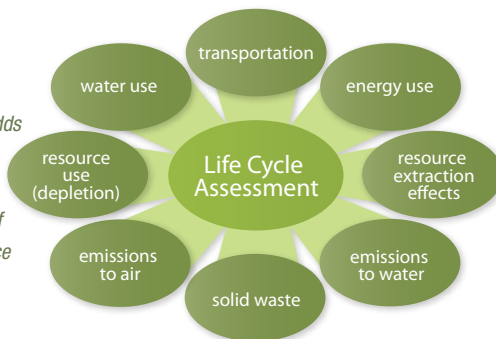 transportation
water use
energy use
resource
use
(depletion)
Life Cycle
Assessment
resource
extraction
effects
emissions
to air
emissions
to water
solid waste